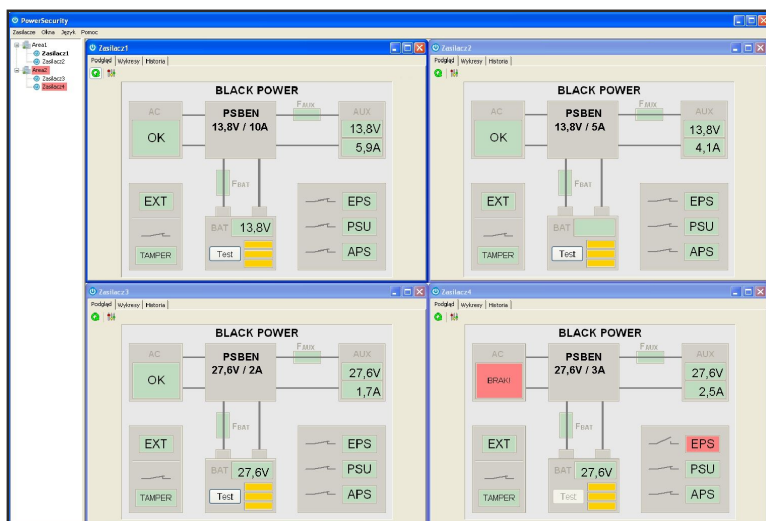 PowerSecurity
Zasilacze Okna Język Pomoc
Area1
Zasilacz1
Zasilacz2
Area2
Zasilacz3
Zasilacz4
Zasilacz1
Podgląd Wykresy Historia
BLACK POWER
AC
OK
PSBEN
13,8V / 10A
FAUX
AUX
13,8V
5,9A
FBAT
EXT
TAMPER
BAT 13,8V
Test
EPS
PSU
APS
Zasilacz2
Podgląd Wykresy Historia
BLACK POWER
AC
OK
PSBEN
13,8V / 5A
FAUX
AUX
13,8V
4,1A
FBAT
EXT
TAMPER
BAT
Test
EPS
PSU
APS
Zasilacz3
Podgląd Wykresy Historia
BLACK POWER
AC
OK
PSBEN
27,6V / 2A
FAUX
AUX
27,6V
1,7A
FBAT
EXT
TAMPER
BAT 27,6V
Test
EPS
PSU
APS
Zasilacz4
Podgląd Wykresy Historia
BLACK POWER
AC
BRAK!
PSBEN
27,6V / 3A
FAUX
AUX
27,6V
2,5A
FBAT
EXT
TAMPER
BAT 27,6V
Test
EPS
PSU
APS